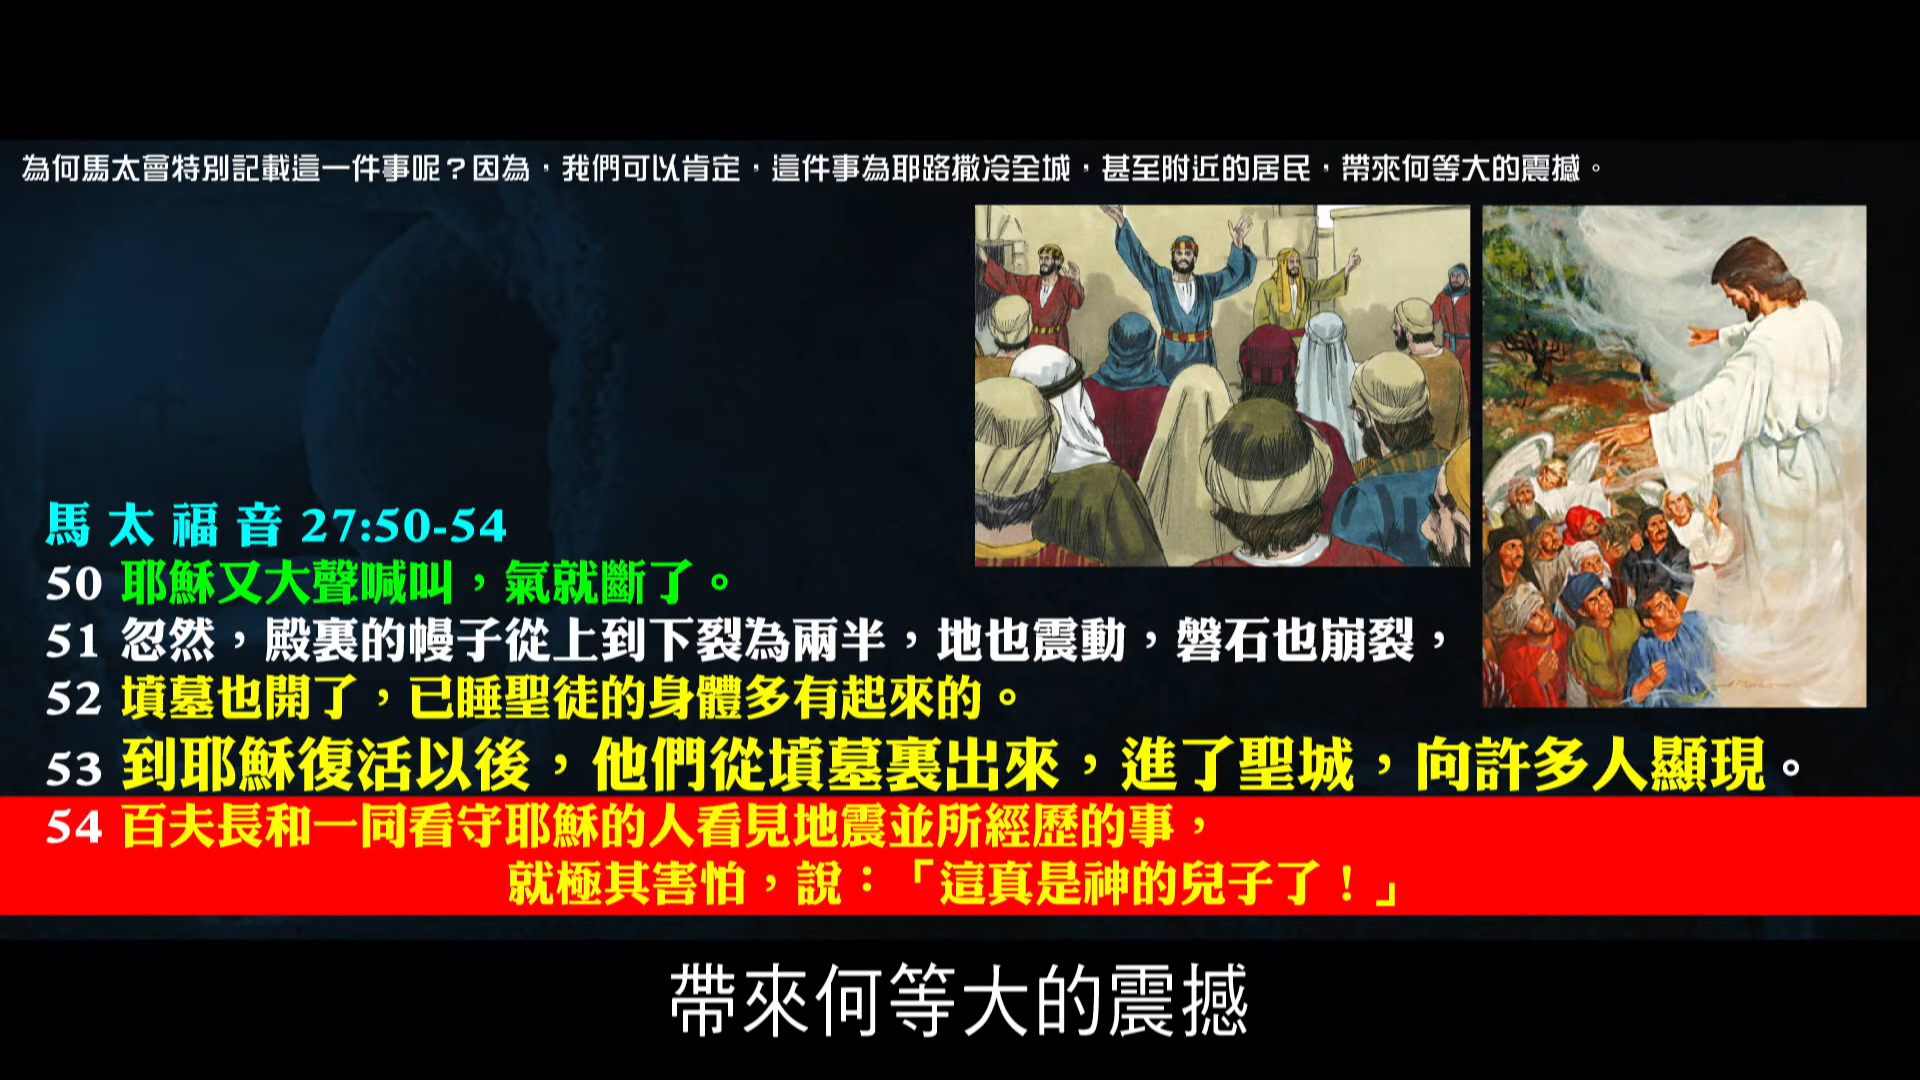 為何馬太會特別記載這一件事呢？因為，我們可以肯定，這件事為耶路撒冷全城，甚至附近的居民，帶來何等大的震撼。
馬太福音 27:50-54
50 耶穌又大聲喊叫，氣就斷了。
51 忽然，殿裏的幔子從上到下裂為兩半，地也震動，磐石也崩裂，
52 墳墓也開了，已睡聖徒的身體多有起來的。
53 到耶穌復活以後，他們從墳墓裏出來，進了聖城，向許多人顯現。
54 百夫長和一同看守耶穌的人看見地震並所經歷的事，
就極其害怕，說：「這真是神的兒子了！」
帶來何等大的震撼